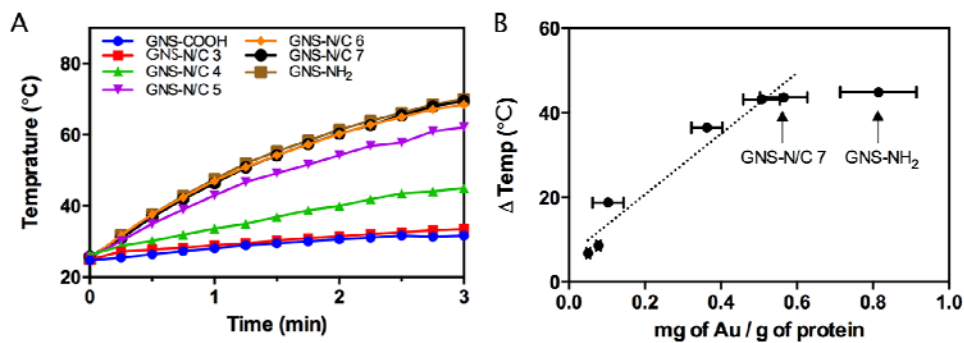 A
GNS-COOH
GNS-N/C 3
GNS-N/C 4
GNS-N/C 5
GNS-N/C 6
GNS-N/C 7
GNS-NH₂
Temprature (°C)
80
60
40
20
0
1
2
3
Time (min)
B
Δ Temp (°C)
60
40
20
0
GNS-N/C 7
GNS-NH₂
0.0
0.2
0.4
0.6
0.8
1.0
mg of Au / g of protein